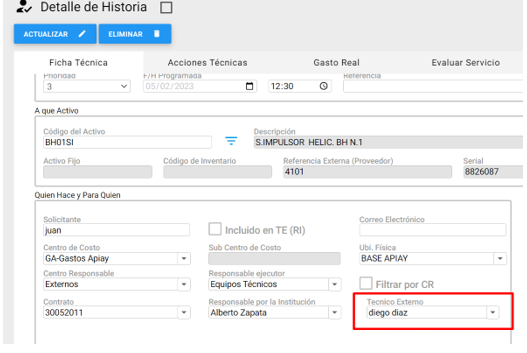 Detalle de Historia
ACTUALIZAR ELIMINAR
Ficha Técnica Acciones Técnicas Gasto Real Evaluar Servicio
Prioridad F/H Programada Referencia
3 05/02/2023 12:30
A que Activo
Código del Activo Descripción
BH01SI S.IMPULSOR HELIC. BH N.1
Activo Fijo Código de Inventario Referencia Externa (Proveedor) Serial
4101 8826087
Quien Hace y Para Quien
Solicitante Incluido en TE (RI) Correo Electrónico
juan
Centro de Costo Sub Centro de Costo Ubi. Física
GA-Gastos Apiay BASE APIAY
Centro Responsable Responsable ejecutor
Externos Equipos Técnicos Filtrar por CR
Contrato Responsable por la Institución Tecnico Externo
30052011 Alberto Zapata diego diaz